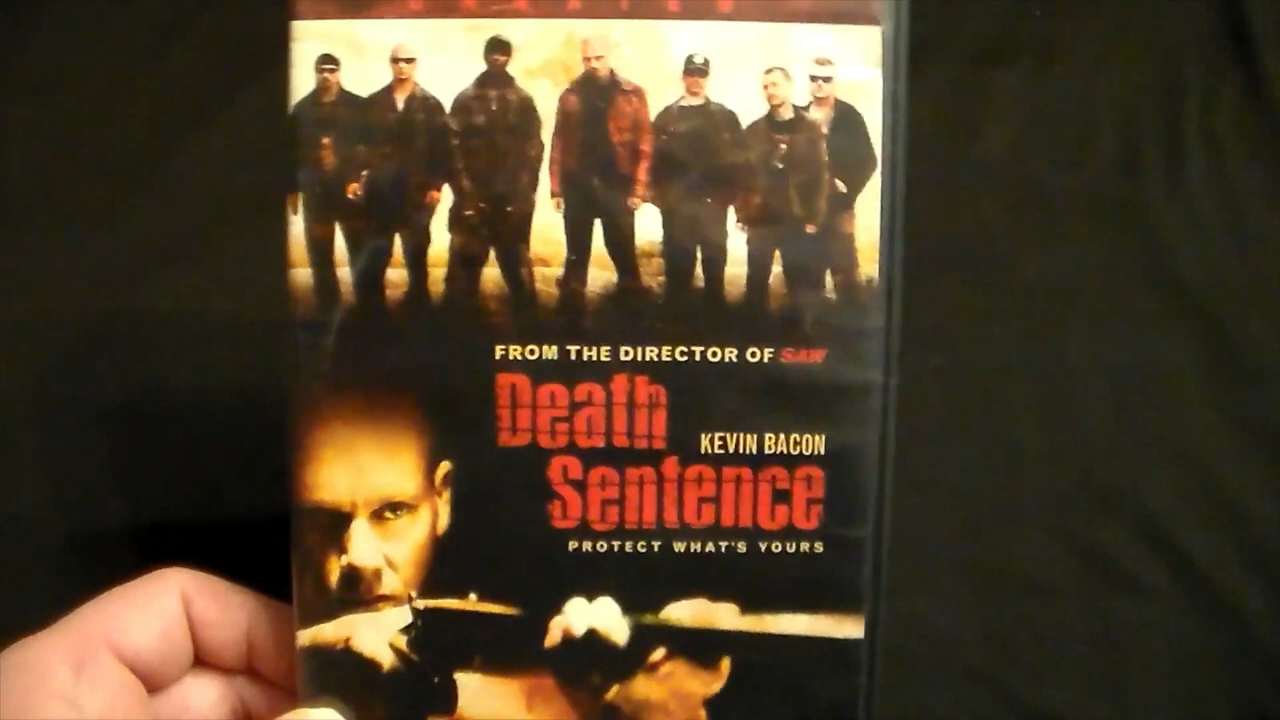 FROM THE DIRECTOR OF SAW
Death
KEVIN BACON
Sentence
PROTECT WHAT'S YOURS